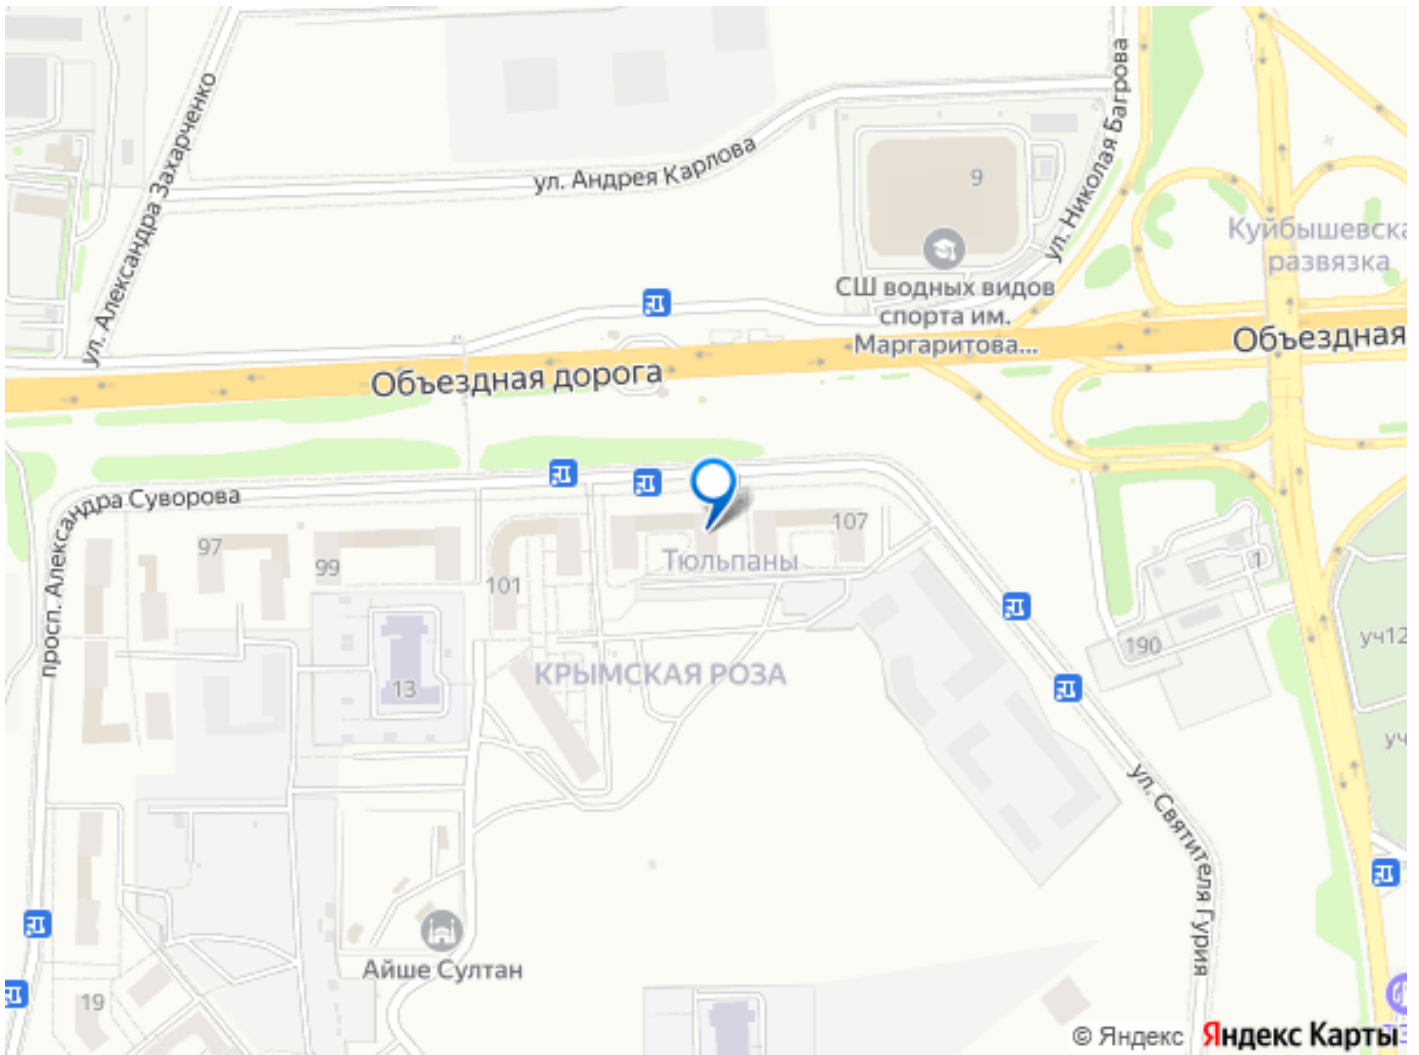 ул. Александра Захарченко
ул. Андрея Карлова
ул. Николая Багрова
9
Куйбышевска
развязка
СШ водных видов
спорта им.
Маргаритова...
Объездная
Объездная дорога
просп. Александра Суворова
97
99
101
107
Тюльпаны
1
190
уч12
КРЫМСКАЯ РОЗА
13
уч
ул. Святителя Гурия
Айше Султан
19
© Яндекс Яндекс Карты